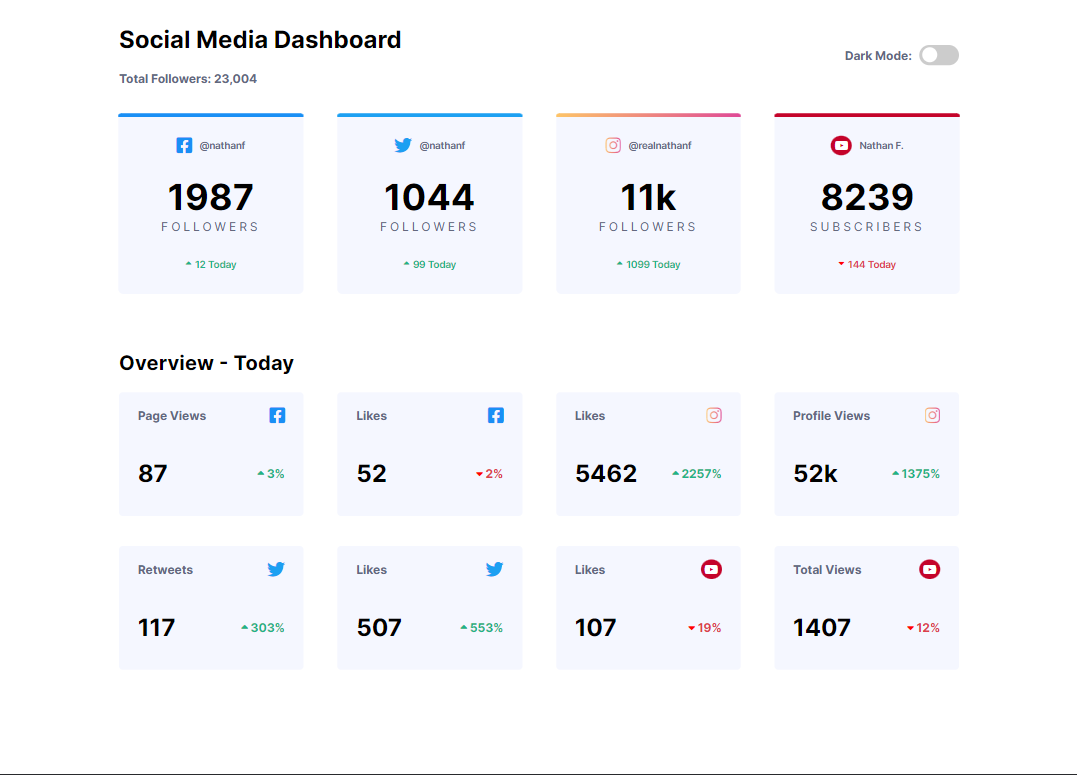 Social Media Dashboard
Total Followers: 23,004
Dark Mode:
@nathanf
1987
FOLLOWERS
12 Today
@nathanf
1044
FOLLOWERS
99 Today
@realnathanf
11k
FOLLOWERS
1099 Today
Nathan F.
8239
SUBSCRIBERS
144 Today
Overview - Today
Page Views
87
3%
Likes
52
2%
Likes
5462
2257%
Profile Views
52k
1375%
Retweets
117
303%
Likes
507
553%
Likes
107
19%
Total Views
1407
12%